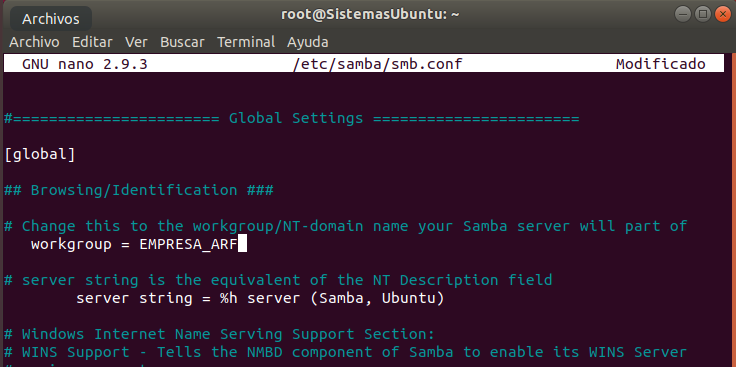 Archivos
root@SistemasUbuntu: ~
Archivo Editar Ver Buscar Terminal Ayuda
GNU nano 2.9.3 /etc/samba/smb.conf Modificado
#======================= Global Settings =======================
[global]
## Browsing/Identification ###
# Change this to the workgroup/NT-domain name your Samba server will part of
workgroup = EMPRESA_ARF
# server string is the equivalent of the NT Description field
server string = %h server (Samba, Ubuntu)
# Windows Internet Name Serving Support Section:
# WINS Support - Tells the NMBD component of Samba to enable its WINS Server